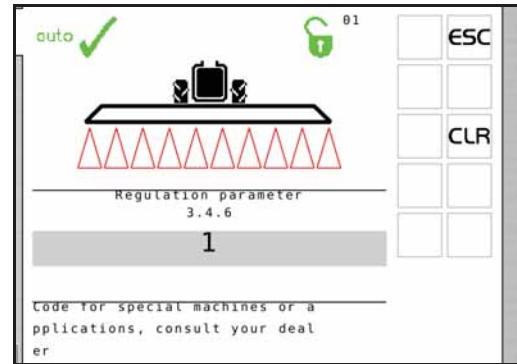 auto
01
ESC
CLR
Regulation parameter
3.4.6
1
Code for special machines or a
pplications, consult your deal
er